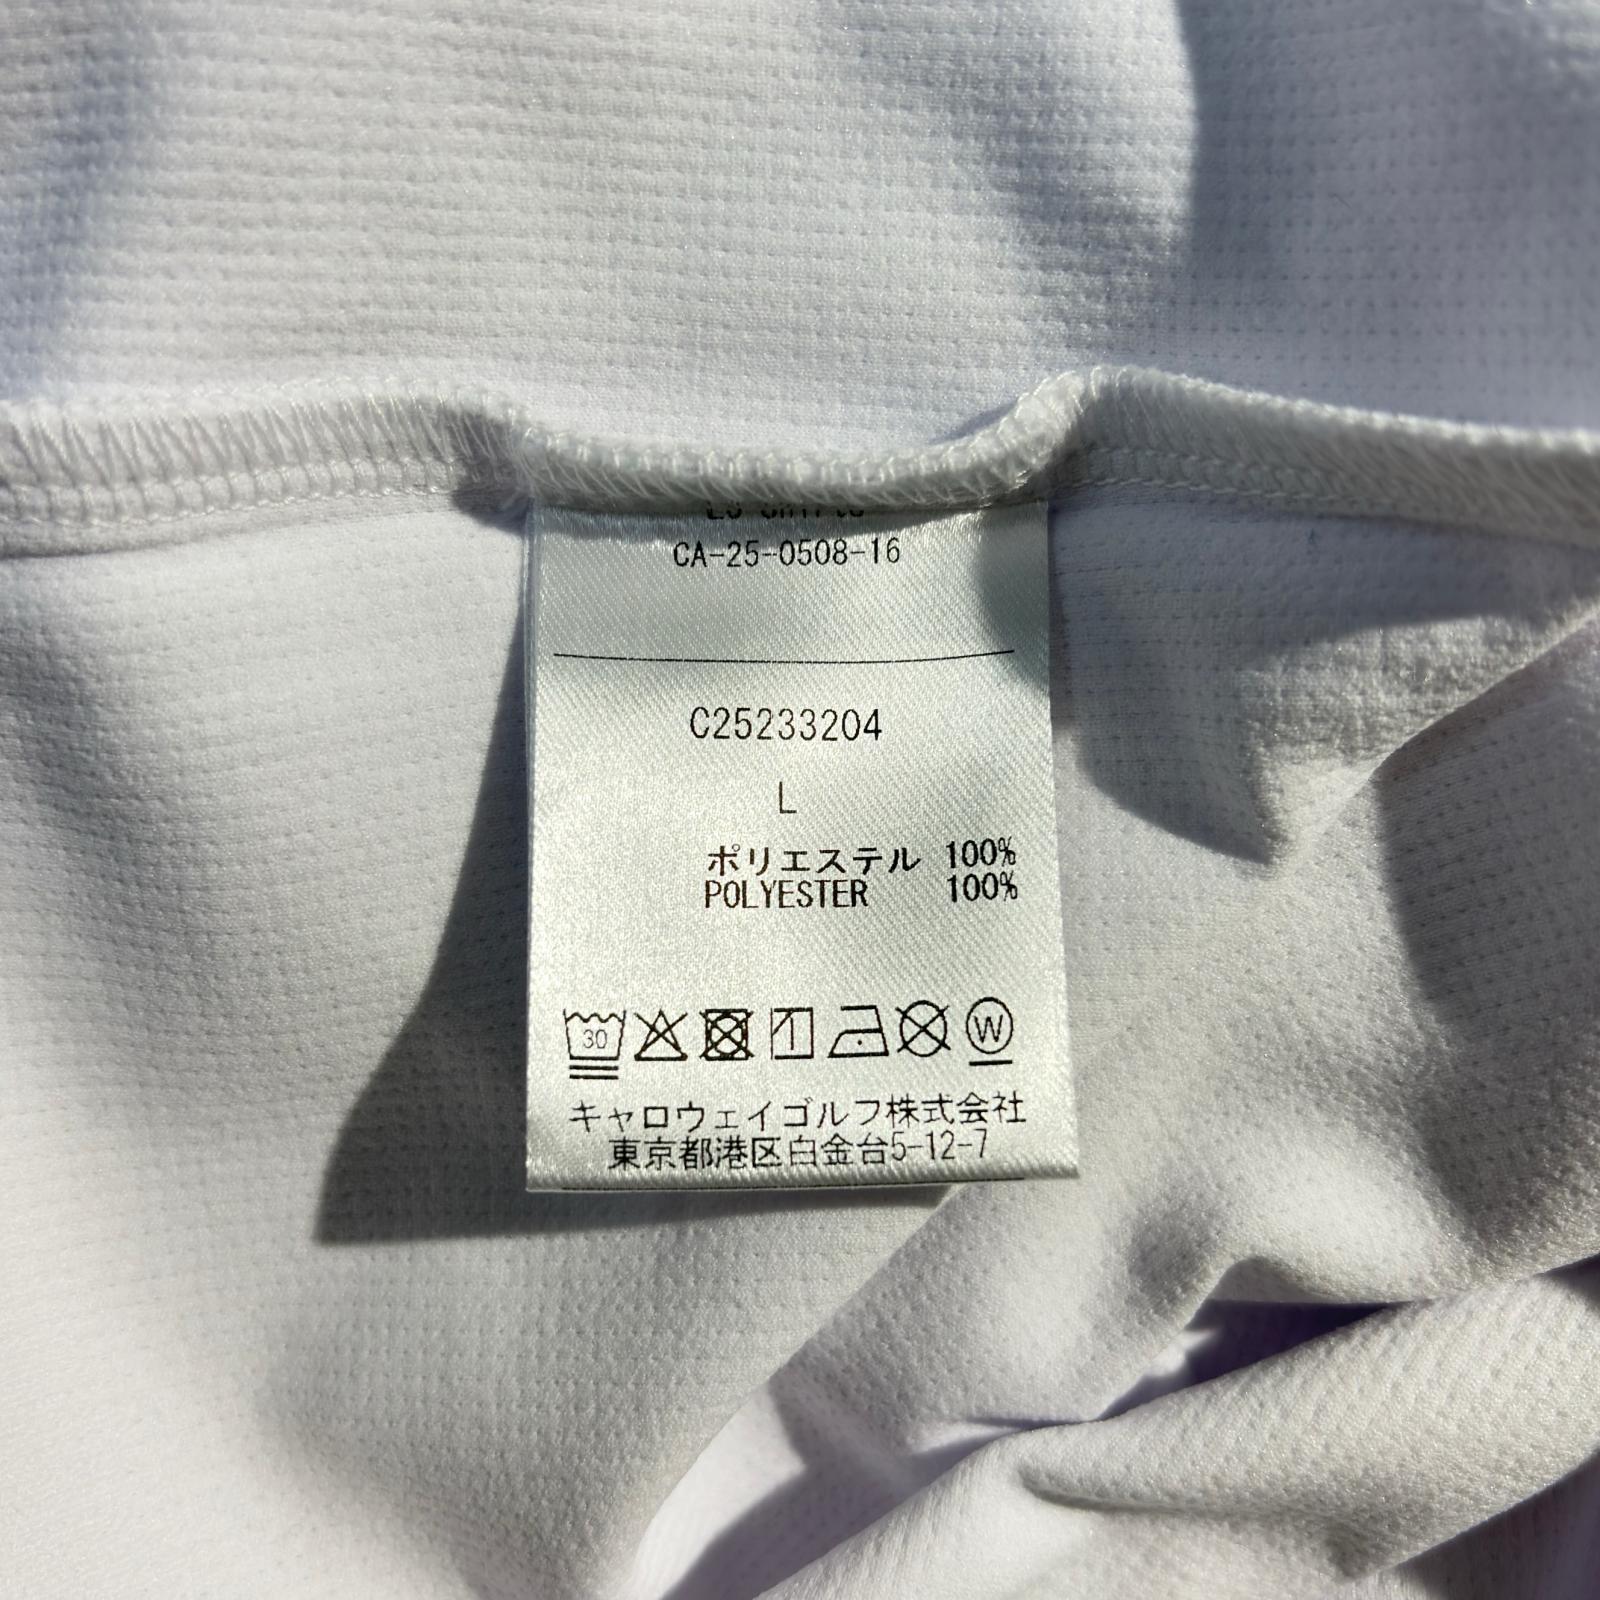 CA-25-0508-16
C25233204
L
ポリエステル 100%
POLYESTER 100%
30
W
キャロウェイゴルフ株式会社
東京都港区白金台5-12-7